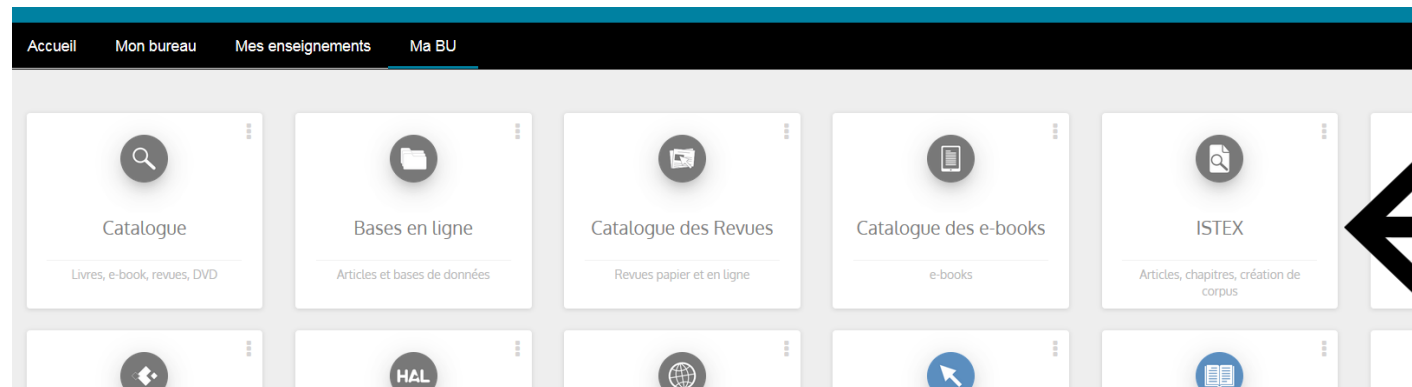 Accueil Mon bureau Mes enseignements Ma BU
Catalogue
Livres, e-book, revues, DVD
Bases en ligne
Articles et bases de données
Catalogue des Revues
Revues papier et en ligne
Catalogue des e-books
e-books
ISTEX
Articles, chapitres, création de
corpus
HAL